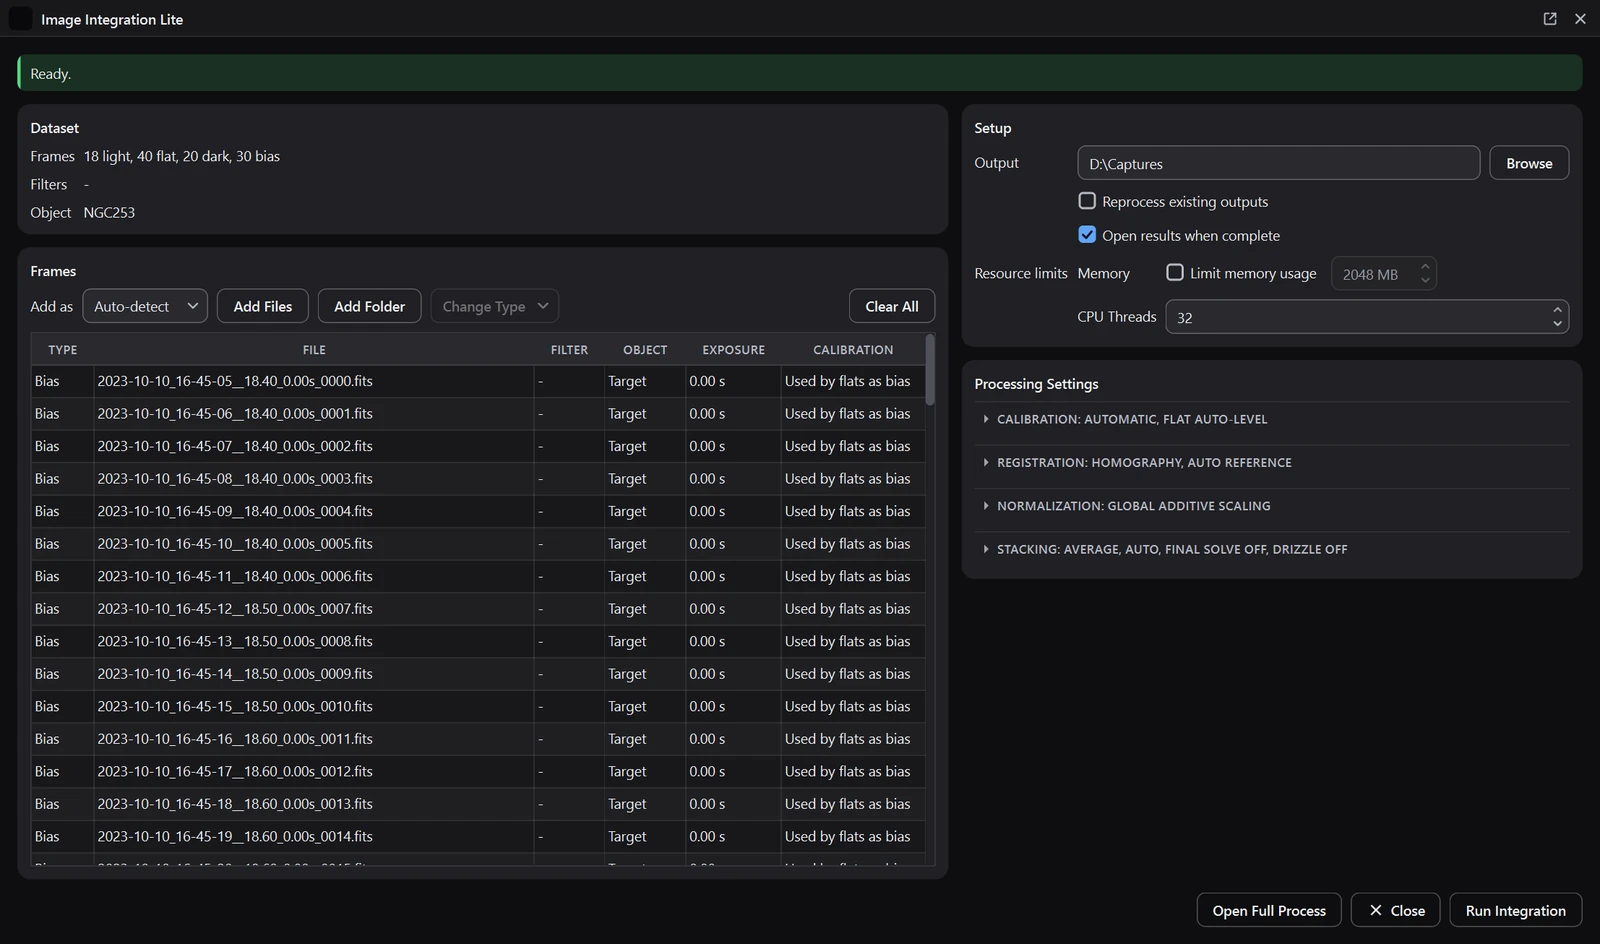 Image Integration Lite
Ready.
Dataset
Frames 18 light, 40 flat, 20 dark, 30 bias
Filters -
Object NGC253
Frames
Add as Auto-detect Add Files Add Folder Change Type Clear All
TYPE FILE FILTER OBJECT EXPOSURE CALIBRATION
Bias 2023-10-10_16-45-05__18.40_0.00s_0000.fits - Target 0.00 s Used by flats as bias
Bias 2023-10-10_16-45-06__18.40_0.00s_0001.fits - Target 0.00 s Used by flats as bias
Bias 2023-10-10_16-45-07__18.40_0.00s_0002.fits - Target 0.00 s Used by flats as bias
Bias 2023-10-10_16-45-08__18.40_0.00s_0003.fits - Target 0.00 s Used by flats as bias
Bias 2023-10-10_16-45-09__18.40_0.00s_0004.fits - Target 0.00 s Used by flats as bias
Bias 2023-10-10_16-45-10__18.40_0.00s_0005.fits - Target 0.00 s Used by flats as bias
Bias 2023-10-10_16-45-11__18.40_0.00s_0006.fits - Target 0.00 s Used by flats as bias
Bias 2023-10-10_16-45-12__18.50_0.00s_0007.fits - Target 0.00 s Used by flats as bias
Bias 2023-10-10_16-45-13__18.50_0.00s_0008.fits - Target 0.00 s Used by flats as bias
Bias 2023-10-10_16-45-14__18.50_0.00s_0009.fits - Target 0.00 s Used by flats as bias
Bias 2023-10-10_16-45-15__18.50_0.00s_0010.fits - Target 0.00 s Used by flats as bias
Bias 2023-10-10_16-45-16__18.60_0.00s_0011.fits - Target 0.00 s Used by flats as bias
Bias 2023-10-10_16-45-17__18.60_0.00s_0012.fits - Target 0.00 s Used by flats as bias
Bias 2023-10-10_16-45-18__18.60_0.00s_0013.fits - Target 0.00 s Used by flats as bias
Bias 2023-10-10_16-45-19__18.60_0.00s_0014.fits - Target 0.00 s Used by flats as bias
Setup
Output D:\Captures Browse
Reprocess existing outputs
Open results when complete
Resource limits Memory Limit memory usage 2048 MB
CPU Threads 32
Processing Settings
CALIBRATION: AUTOMATIC, FLAT AUTO-LEVEL
REGISTRATION: HOMOGRAPHY, AUTO REFERENCE
NORMALIZATION: GLOBAL ADDITIVE SCALING
STACKING: AVERAGE, AUTO, FINAL SOLVE OFF, DRIZZLE OFF
Open Full Process Close Run Integration